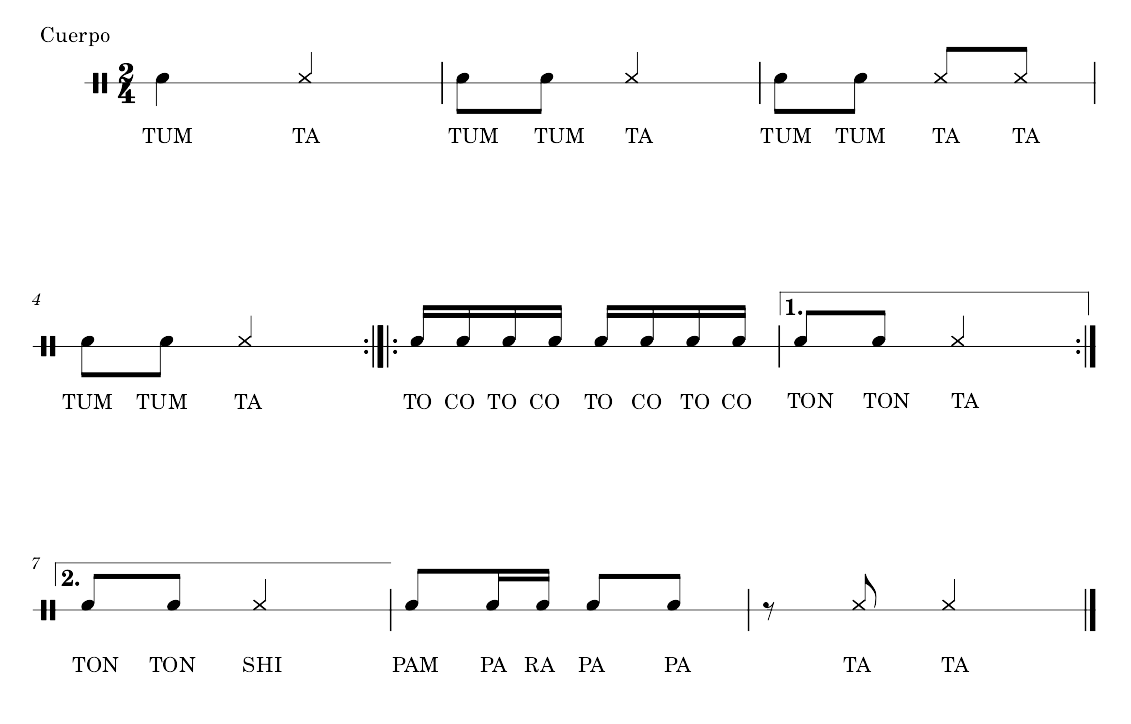 Cuerpo
2
4
TUM TA TUM TUM TA TUM TUM TA TA
4
1.
TUM TUM TA TO CO TO CO TO CO TO CO TON TON TA
7
2.
TON TON SHI PAM PA RA PA PA TA TA